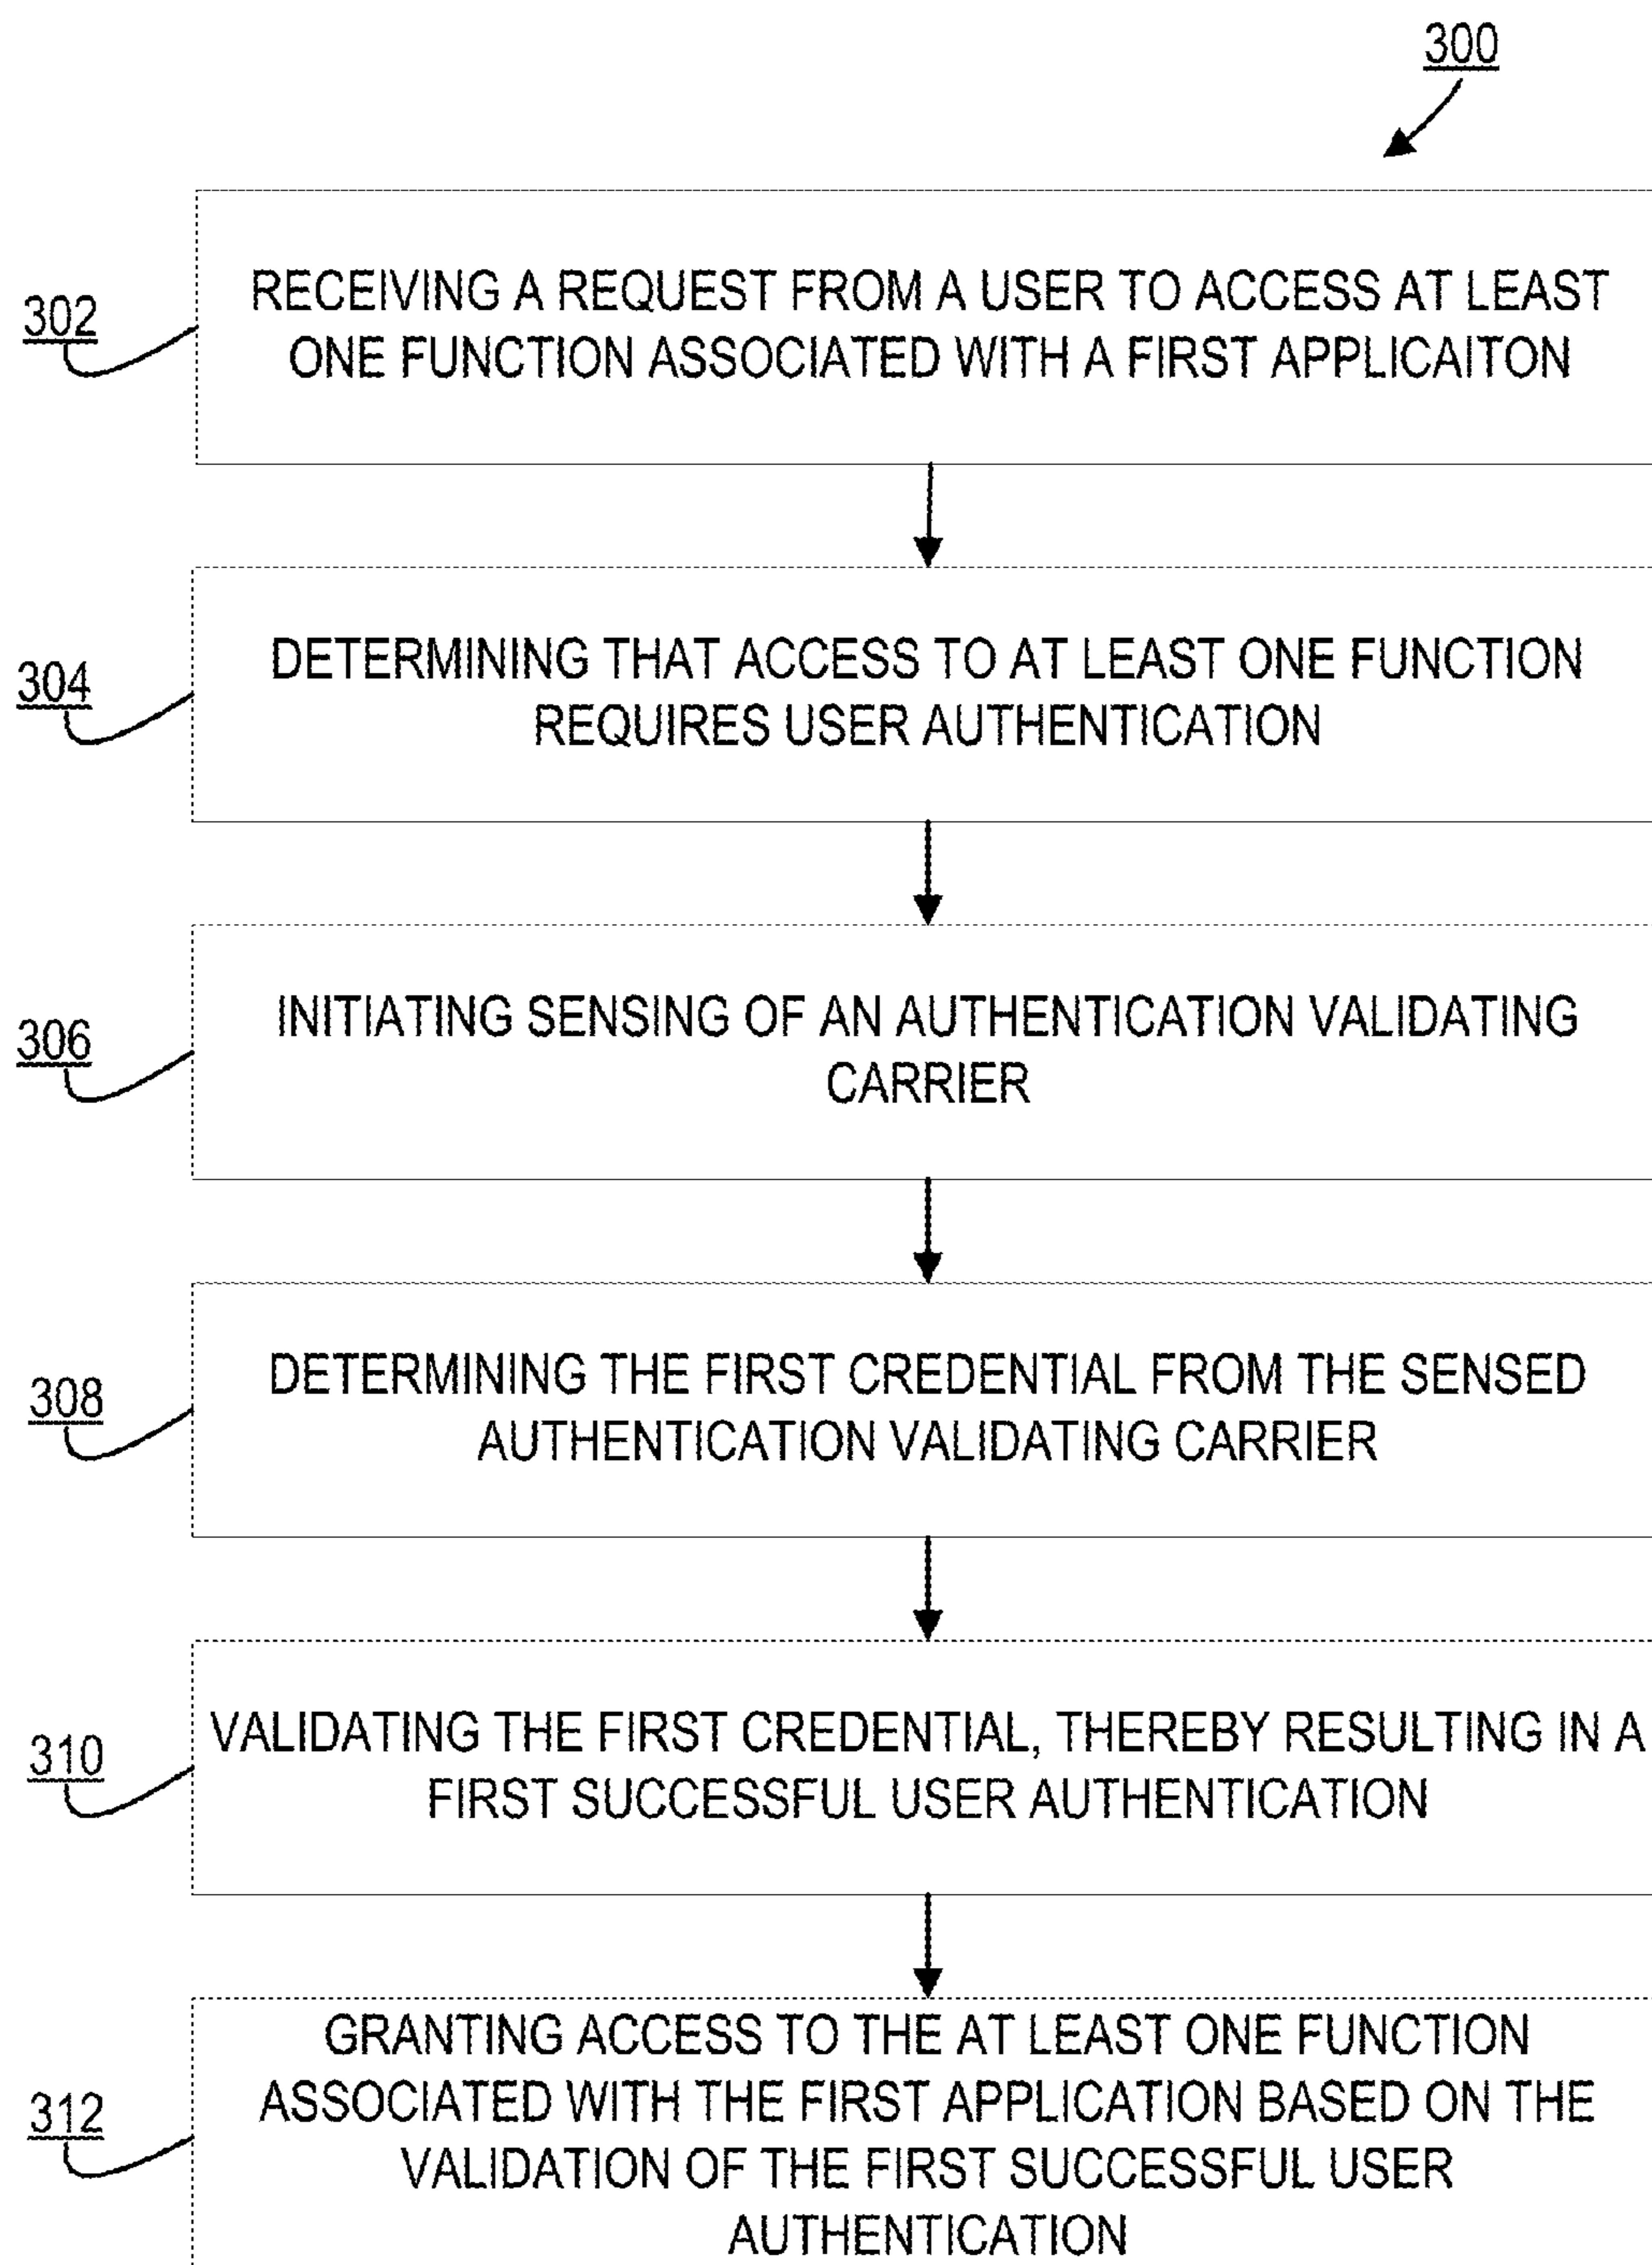 300
302
RECEIVING A REQUEST FROM A USER TO ACCESS AT LEAST
ONE FUNCTION ASSOCIATED WITH A FIRST APPLICAITON
304
DETERMINING THAT ACCESS TO AT LEAST ONE FUNCTION
REQUIRES USER AUTHENTICATION
306
INITIATING SENSING OF AN AUTHENTICATION VALIDATING
CARRIER
308
DETERMINING THE FIRST CREDENTIAL FROM THE SENSED
AUTHENTICATION VALIDATING CARRIER
310
VALIDATING THE FIRST CREDENTIAL, THEREBY RESULTING IN A
FIRST SUCCESSFUL USER AUTHENTICATION
312
GRANTING ACCESS TO THE AT LEAST ONE FUNCTION
ASSOCIATED WITH THE FIRST APPLICATION BASED ON THE
VALIDATION OF THE FIRST SUCCESSFUL USER
AUTHENTICATION